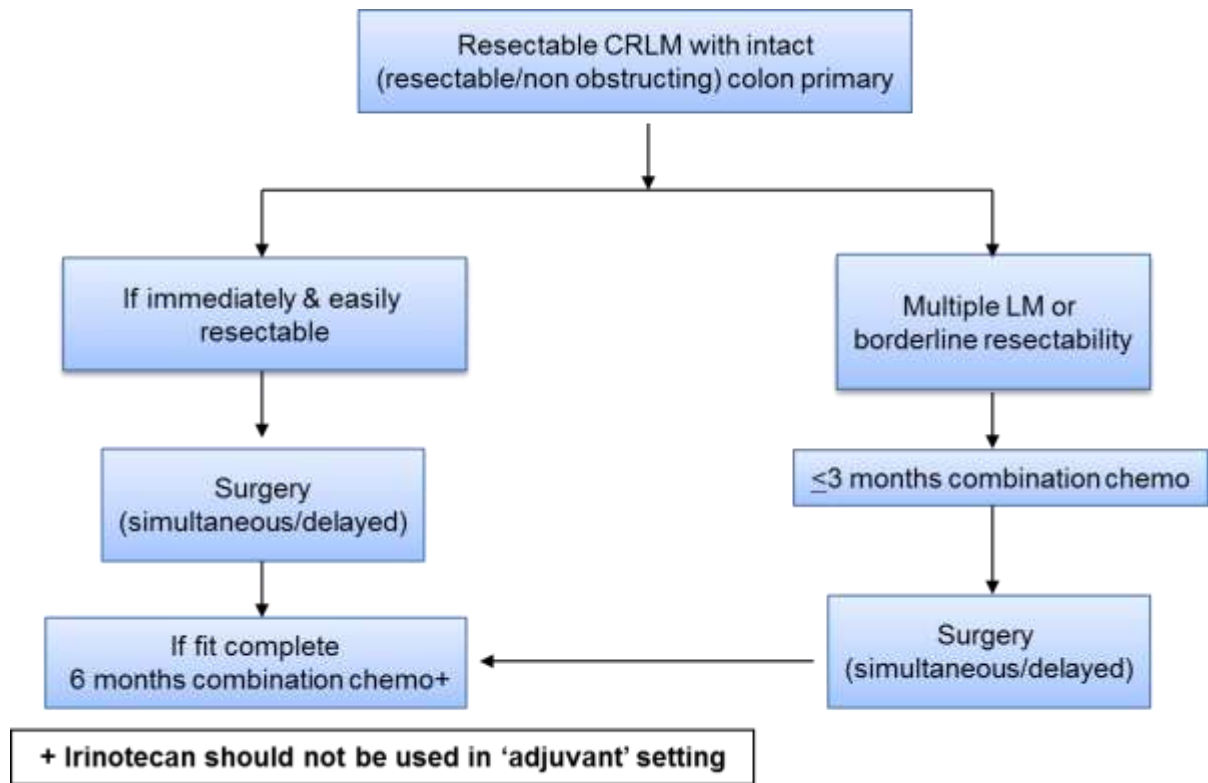 Resectable CRLM with intact
(resectable/non obstructing) colon primary
If immediately & easily
resectable
Multiple LM or
borderline resectability
Surgery
(simultaneous/delayed)
≤3 months combination chemo
If fit complete
6 months combination chemo+
Surgery
(simultaneous/delayed)
+ Irinotecan should not be used in ‘adjuvant’ setting